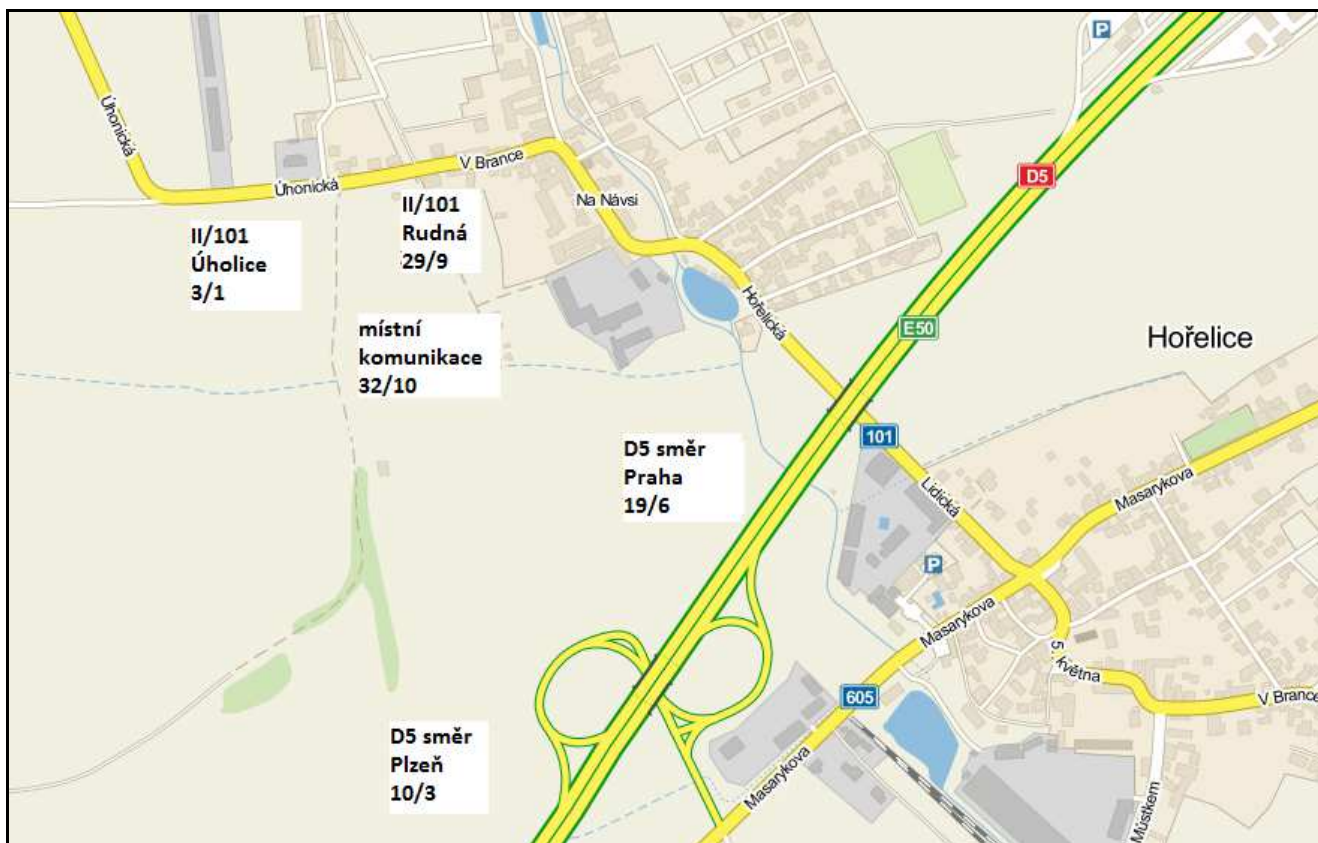 P
Úhonická
Úhonická
V Brance
D5
Na Návsi
II/101
Úholice
3/1
II/101
Rudná
29/9
Hořelická
E50
Hořelice
místní
komunikace
32/10
101
D5 směr
Praha
19/6
Lidická
Masarykova
P
Masarykova
5. května
605
V Brance
D5 směr
Plzeň
10/3
Masarykova
Můstkem